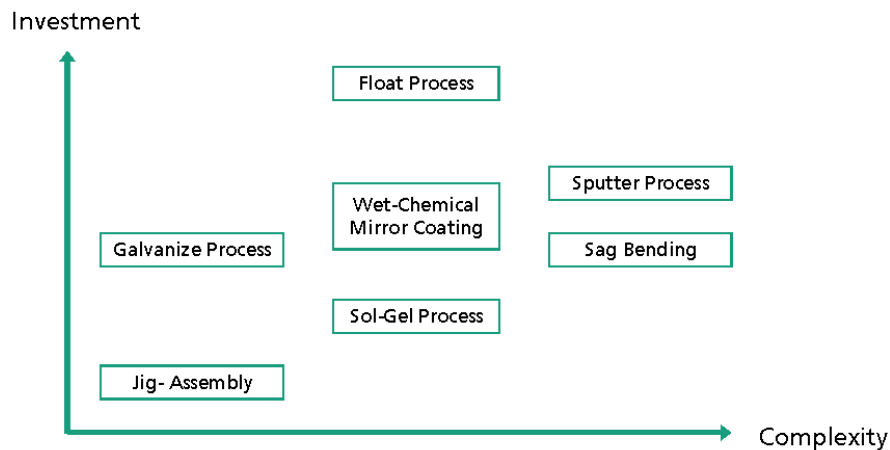 Investment
Float Process
Sputter Process
Wet-Chemical
Mirror Coating
Galvanize Process
Sag Bending
Sol-Gel Process
Jig- Assembly
Complexity